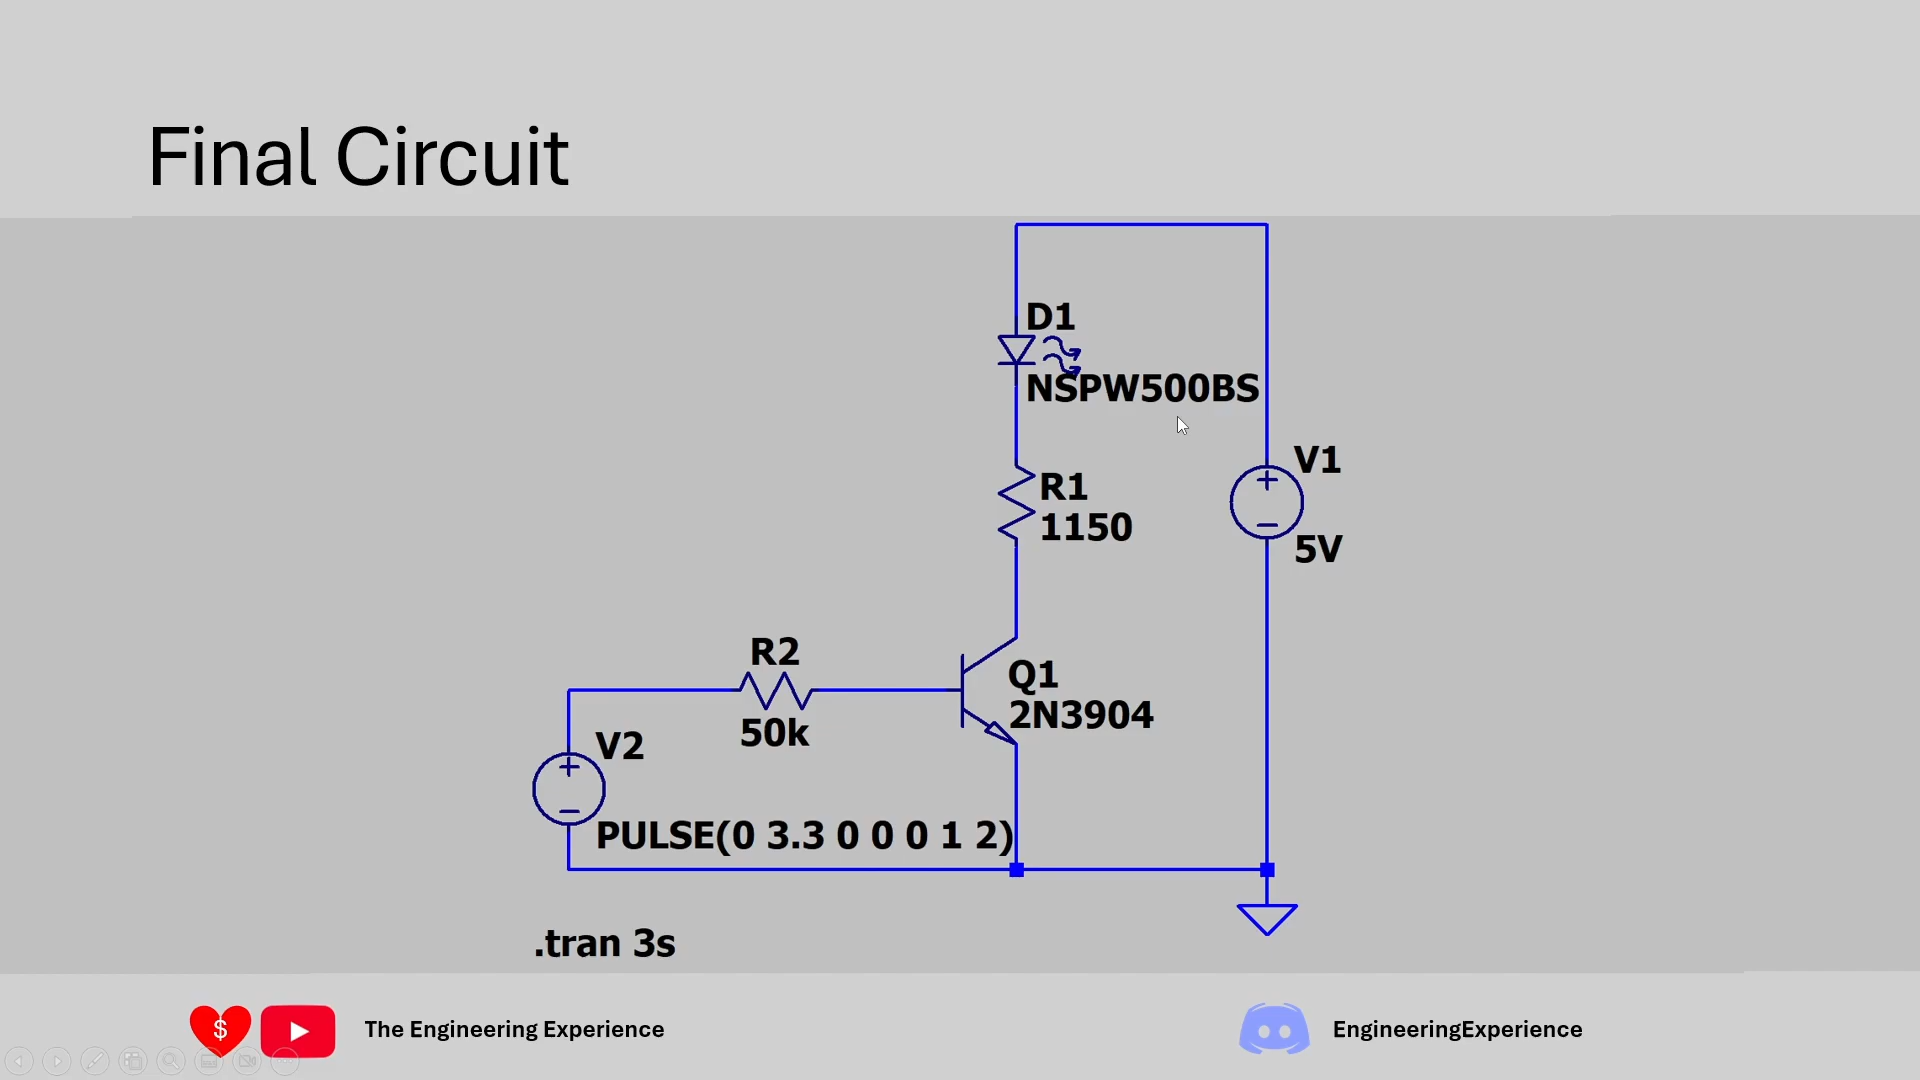 Final Circuit
D1
NSPW500BS
V1
R1
1150
5V
R2
Q1
2N3904
50k
V2
PULSE(0 3.3 0 0 0 1 2)
.tran 3s
$
The Engineering Experience
EngineeringExperience